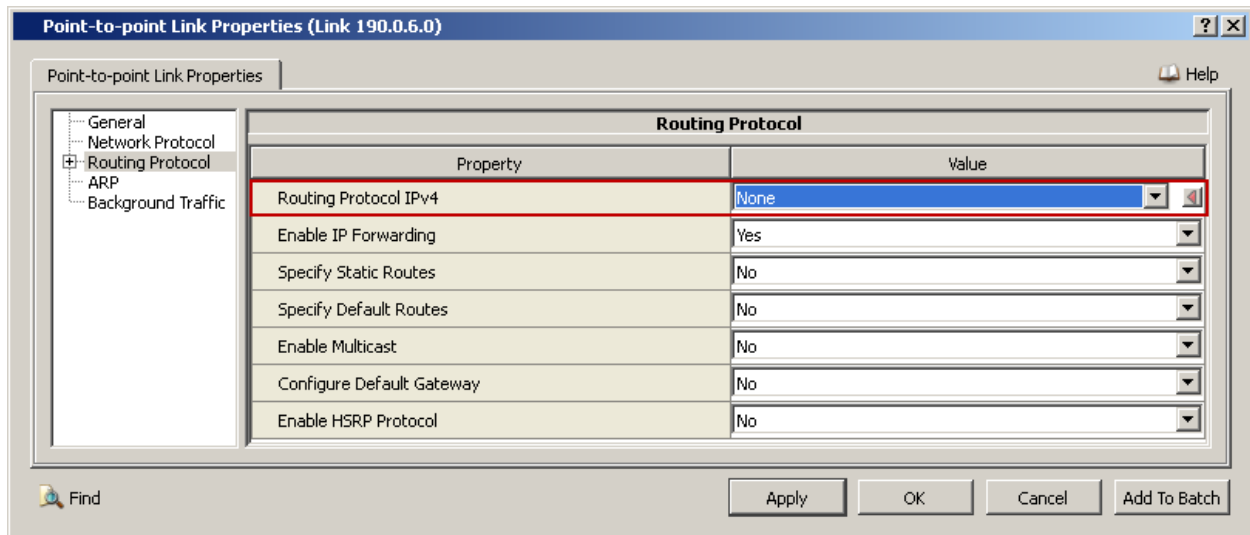 Point-to-point Link Properties (Link 190.0.6.0)
Point-to-point Link Properties
Help
General
Network Protocol
Routing Protocol
ARP
Background Traffic
Routing Protocol
Property Value
Routing Protocol IPv4 None
Enable IP Forwarding Yes
Specify Static Routes No
Specify Default Routes No
Enable Multicast No
Configure Default Gateway No
Enable HSRP Protocol No
Find Apply OK Cancel Add To Batch